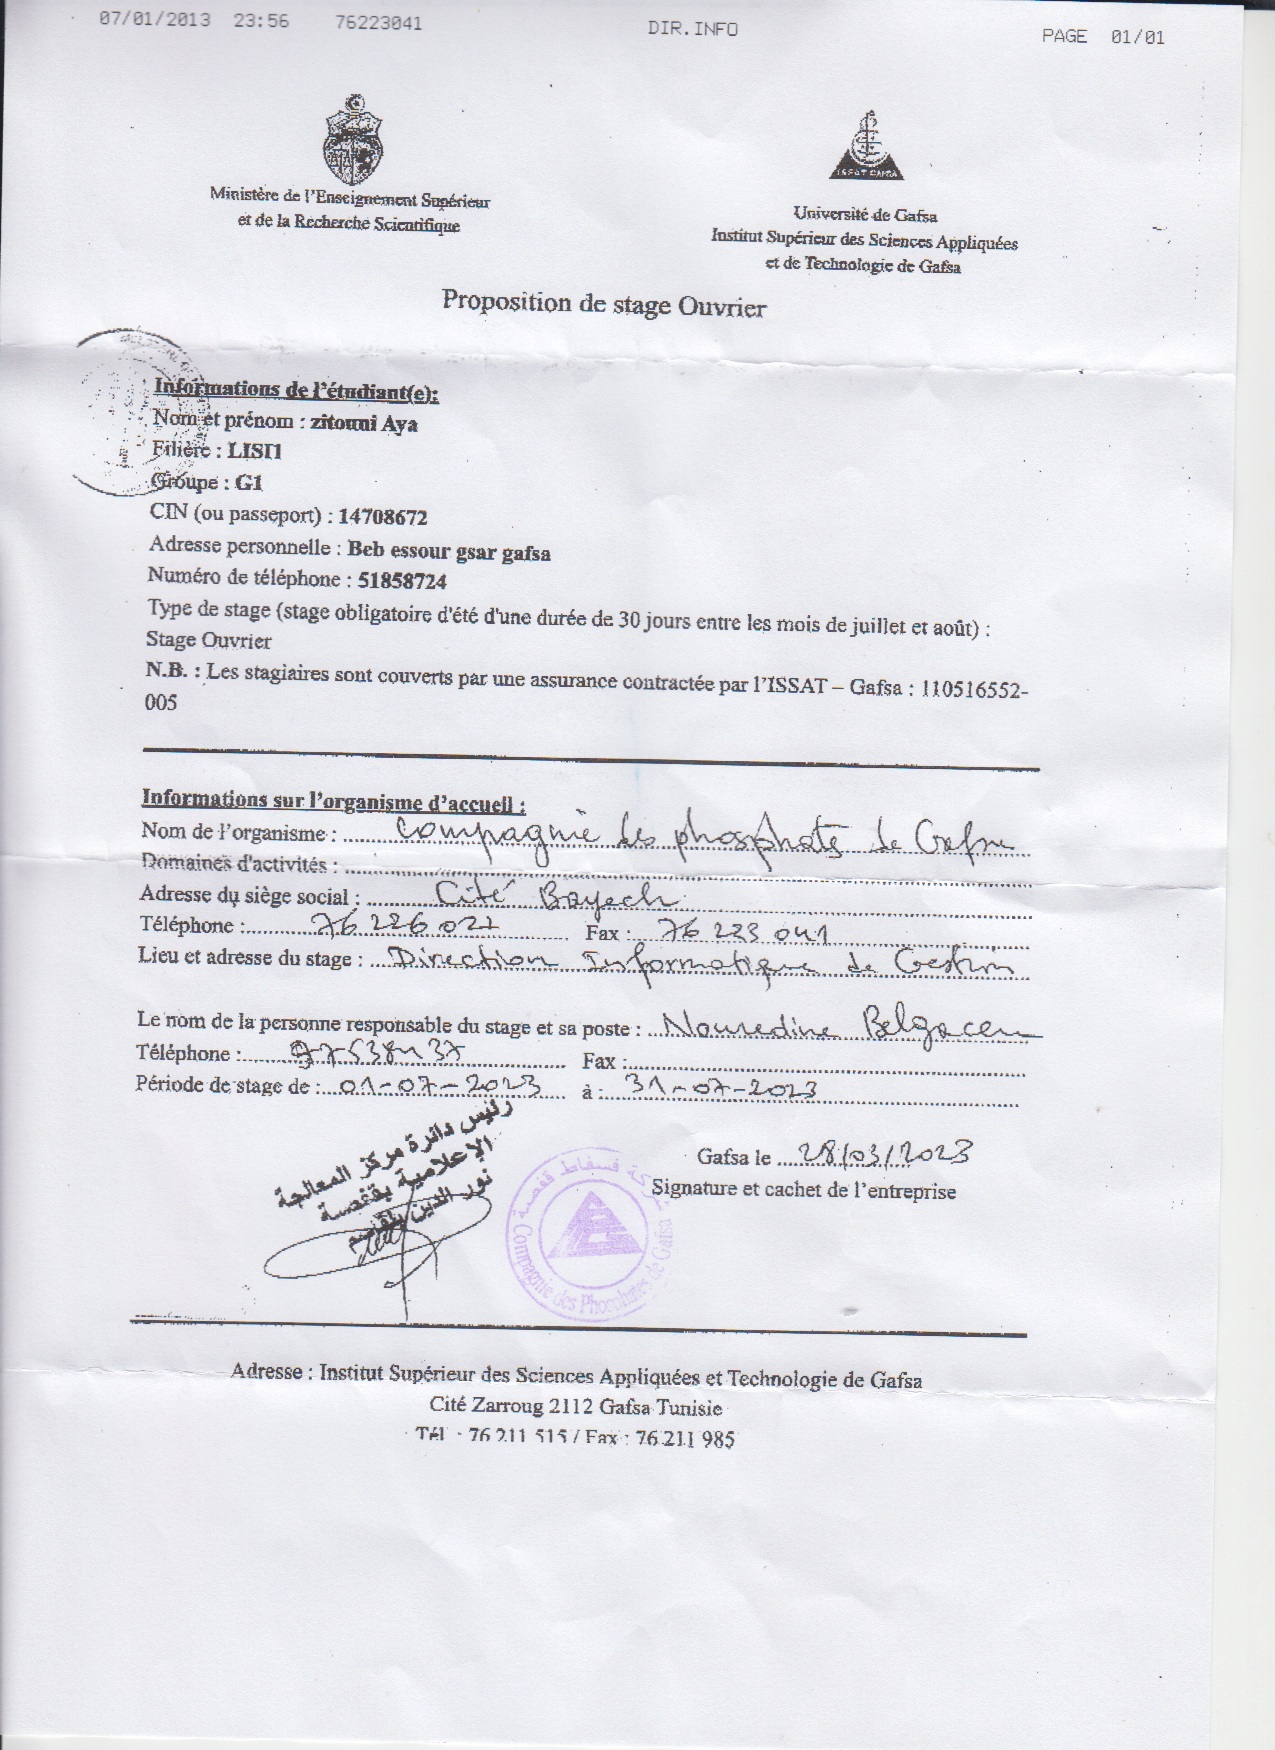 07/01/2013 23:56 76223041 DIR.INFO PAGE 01/01
ISSAT GAFSA
Ministère de l'Enseignement Supérieur
et de la Recherche Scientifique
Université de Gafsa
Institut Supérieur des Sciences Appliquées
et de Technologie de Gafsa
Proposition de stage Ouvrier
Informations de l'étudiant(e):
Nom et prénom : zitouni Aya
Filière : LISI1
Groupe : G1
CIN (ou passeport) : 14708672
Adresse personnelle : Beb essour gsar gafsa
Numéro de téléphone : 51858724
Type de stage (stage obligatoire d'été d'une durée de 30 jours entre les mois de juillet et août) :
Stage Ouvrier
N.B. : Les stagiaires sont couverts par une assurance contractée par l'ISSAT – Gafsa : 110516552-
005
Informations sur l'organisme d'accueil :
Nom de l'organisme : Compagnie des phosphates de Gafsa
Domaines d'activités :
Adresse du siège social : Cité Bayech
Téléphone : 76 226 022 Fax : 76 223 041
Lieu et adresse du stage : Direction Informatique de Gestion
Le nom de la personne responsable du stage et sa poste : Nouredine Belgacem
Téléphone : Fax :
Période de stage de : 01-07-2023 à : 31-07-2023
رئيس دائرة مركز المعالجة
الإعلامية بقفصة
نور الدين بلقاسم
Gafsa le 28/03/2023
Signature et cachet de l'entreprise
شركة فسفاط قفصة
Compagnie des Phosphates de Gafsa
Adresse : Institut Supérieur des Sciences Appliquées et Technologie de Gafsa
Cité Zarroug 2112 Gafsa Tunisie
Tél : 76 211 515 / Fax : 76 211 985